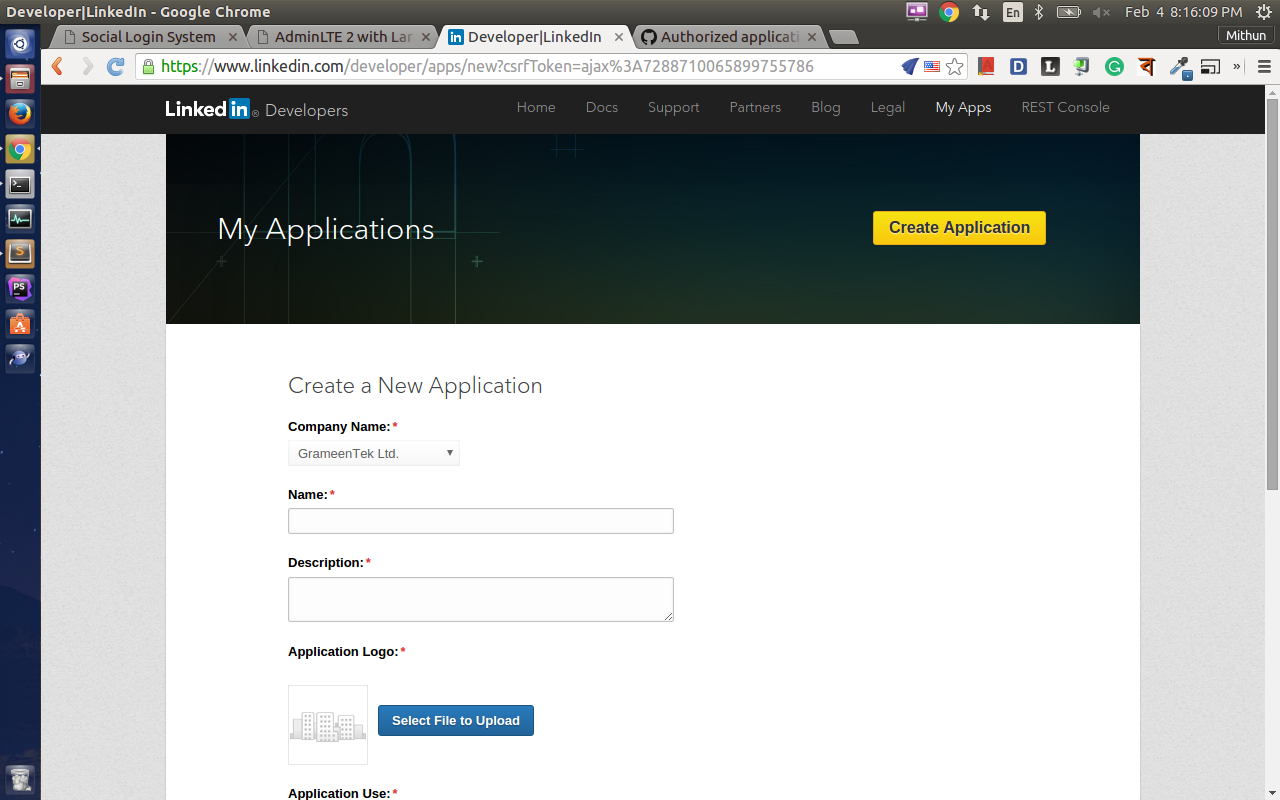 Developer|LinkedIn - Google Chrome
En
Feb 4 8:16:09 PM
Social Login System
AdminLTE 2 with Lar
Developer|LinkedIn
Authorized applicati
Mithun
https://www.linkedin.com/developer/apps/new?csrfToken=ajax%3A7288710065899755786
Linked in ® Developers
Home
Docs
Support
Partners
Blog
Legal
My Apps
REST Console
My Applications
Create Application
Create a New Application
Company Name:*
GrameenTek Ltd.
Name:*
Description:*
Application Logo:*
Select File to Upload
Application Use:*